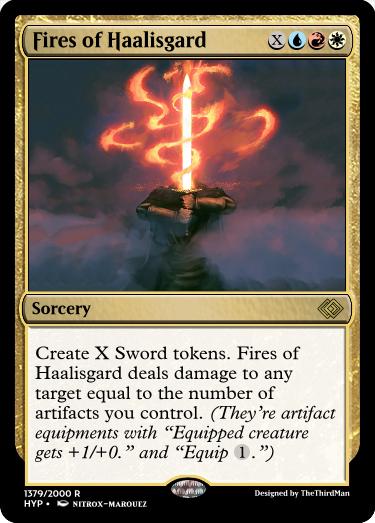 Fires of Haalisgard X
Sorcery
Create X Sword tokens. Fires of
Haalisgard deals damage to any
target equal to the number of
artifacts you control. (They're artifact
equipments with “Equipped creature
gets +1/+0.” and “Equip 1.”)
1379/2000 R
HYP • NITROX-MARQUEZ
Designed by TheThirdMan